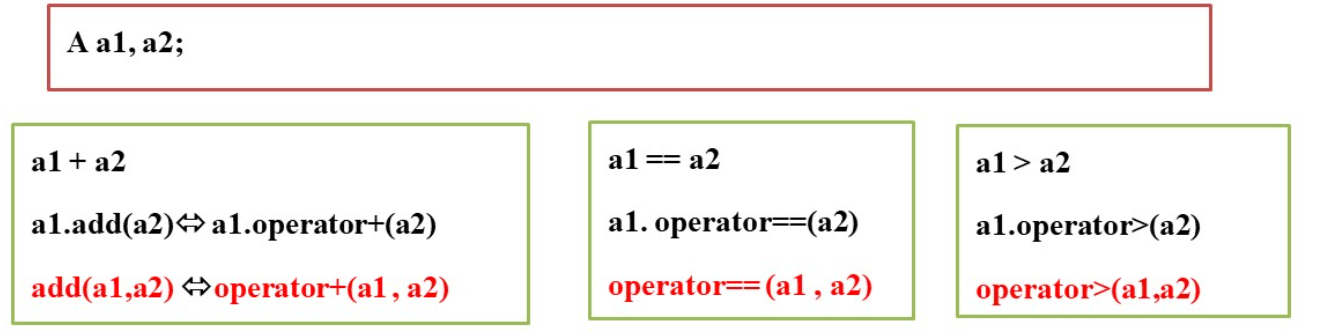 A a1, a2;
a1 + a2
a1.add(a2)⇔ a1.operator+(a2)
add(a1,a2) ⇔operator+(a1 , a2)
a1 == a2
a1. operator==(a2)
operator== (a1 , a2)
a1 > a2
a1.operator>(a2)
operator>(a1,a2)